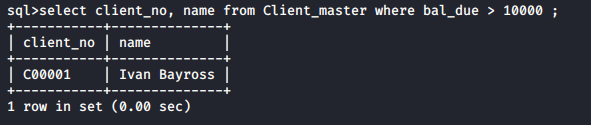 sql>select client_no, name from Client_master where bal_due > 10000 ;
+-----------+--------------+
| client_no | name         |
+-----------+--------------+
| C00001    | Ivan Bayross |
+-----------+--------------+
1 row in set (0.00 sec)